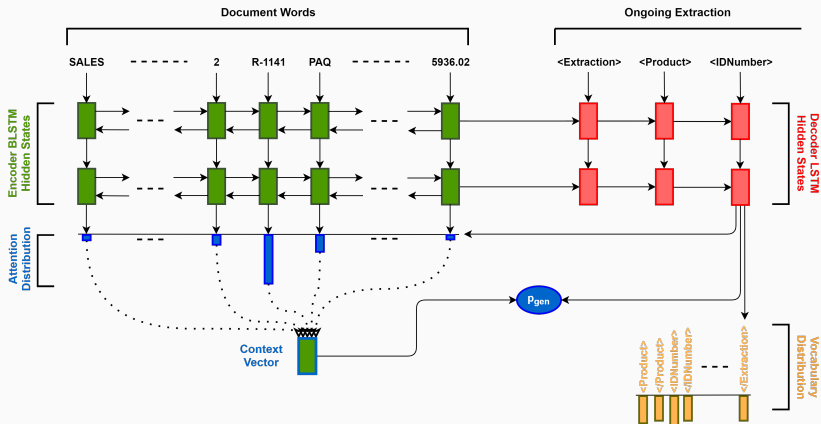 Document Words
Ongoing Extraction
SALES
2
R-1141
PAQ
5936.02
<Extraction>
<Product>
<IDNumber>
Encoder BLSTM
Hidden States
Decoder LSTM
Hidden States
Attention
Distribution
Pgen
Context
Vector
<Product>
</Product>
<IDNumber>
</IDNumber>
</Extraction>
Vocabulary
Distribution